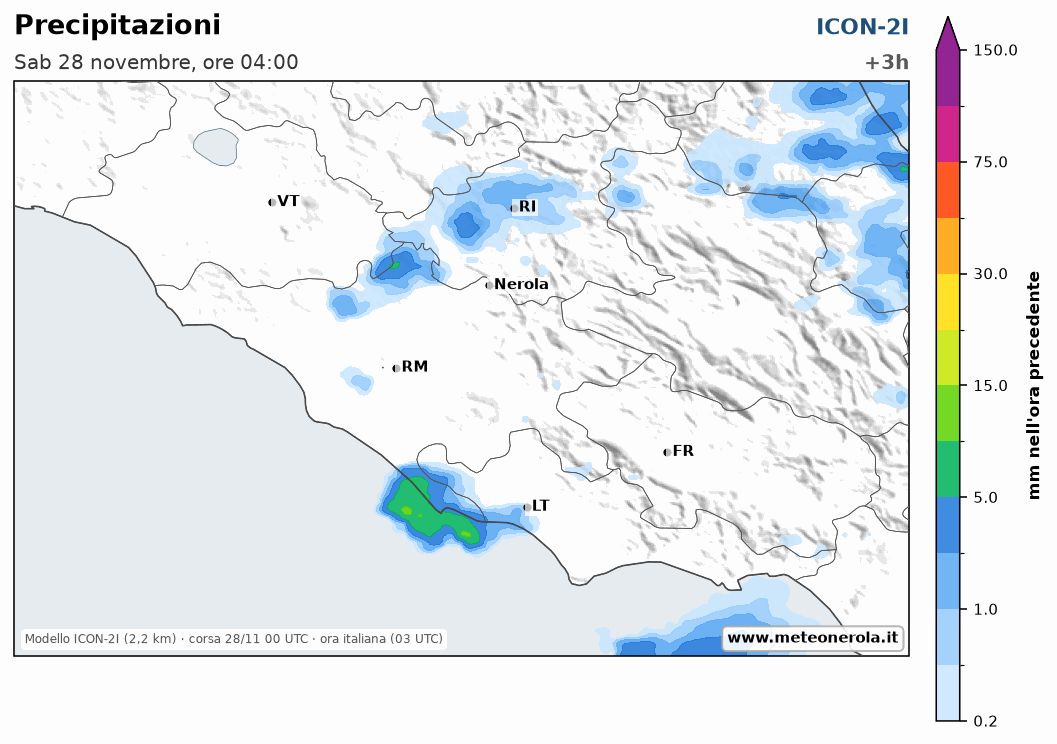 Precipitazioni
ICON-2I
Sab 28 novembre, ore 04:00
+3h
150.0
75.0
30.0
15.0
5.0
1.0
0.2
mm nell'ora precedente
VT
RI
Nerola
RM
FR
LT
Modello ICON-2I (2,2 km) · corsa 28/11 00 UTC · ora italiana (03 UTC)
www.meteonerola.it